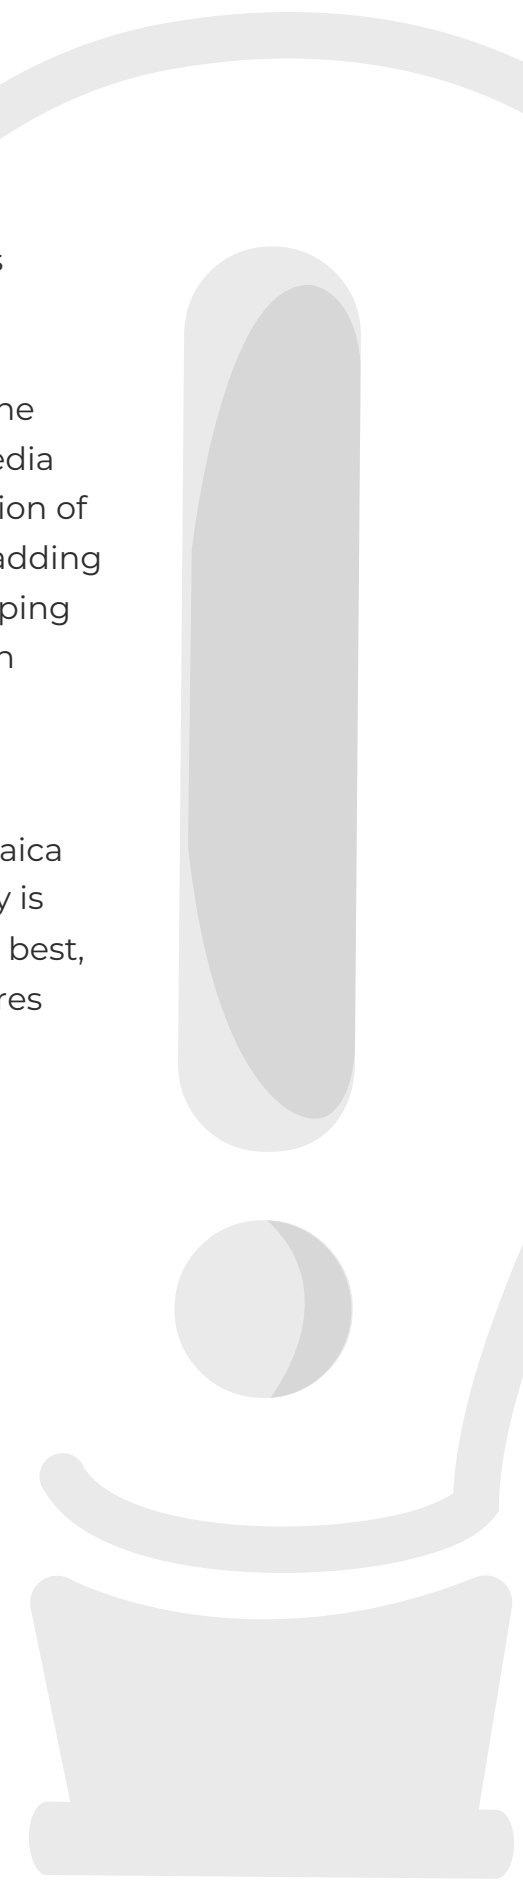 s
ne
edia
ion of
adding
ping
n
aica
y is
best,
res